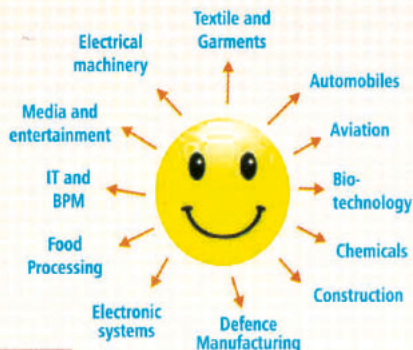 Textile and
Garments
Automobiles
Aviation
Bio-
technology
Chemicals
Construction
Defence
Manufacturing
Electronic
systems
Food
Processing
IT and
BPM
Media and
entertainment
Electrical
machinery